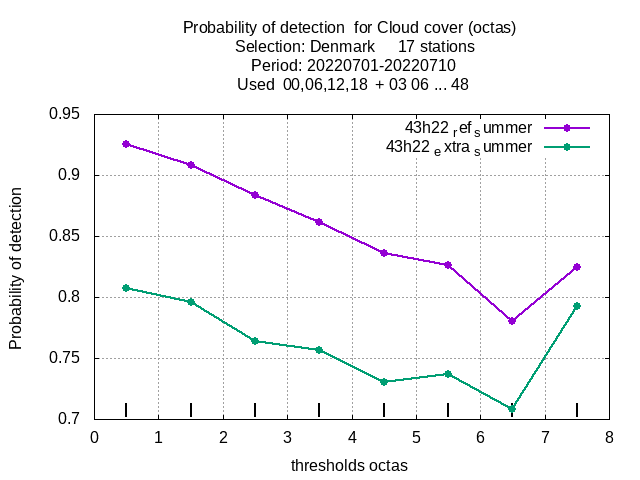 Probability of detection  for Cloud cover (octas)
Selection: Denmark     17 stations
Period: 20220701-20220710
Used  00,06,12,18  + 03 06 ... 48
43h22 ref summer
43h22 extra summer
0.95
0.9
0.85
0.8
0.75
0.7
Probability of detection
0 1 2 3 4 5 6 7 8
thresholds octas